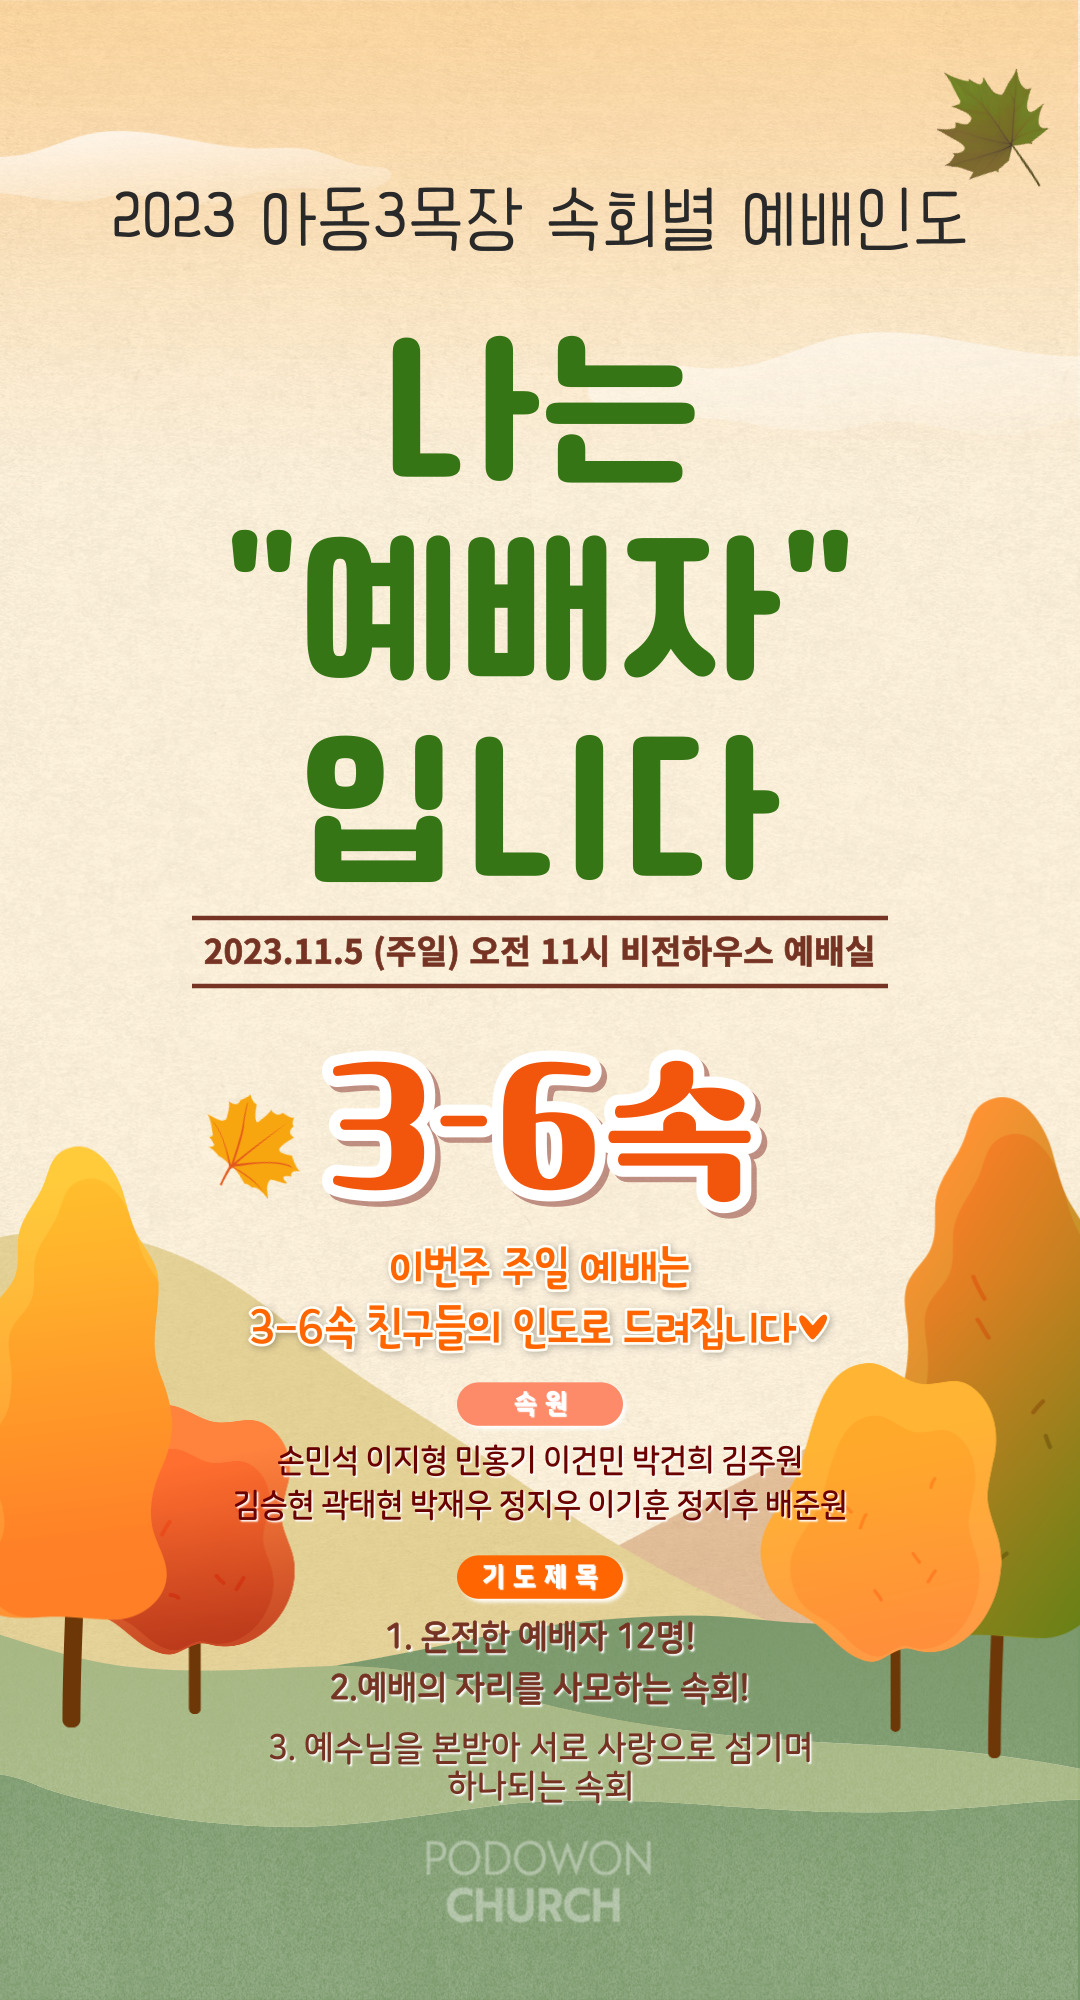 2023 아동3목장 속회별 예배인도
나는
"예배자"
입니다
2023.11.5 (주일) 오전 11시 비전하우스 예배실
3-6속
이번주 주일 예배는
3-6속 친구들의 인도로 드려집니다♥
속원
손민석 이지형 민홍기 이건민 박건희 김주원
김승현 곽태현 박재우 정지우 이기훈 정지후 배준원
기도제목
1. 온전한 예배자 12명!
2.예배의 자리를 사모하는 속회!
3. 예수님을 본받아 서로 사랑으로 섬기며
하나되는 속회
PODOWON
CHURCH